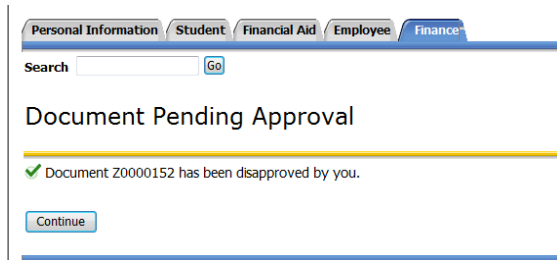 Personal Information Student Financial Aid Employee Finance
Search Go
Document Pending Approval
Document Z0000152 has been disapproved by you.
Continue